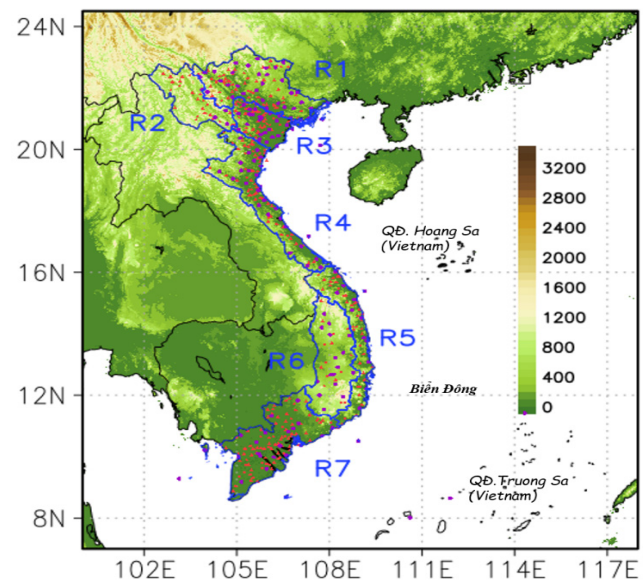 24N
R1
R2
20N
R3
3200
2800
R4
QĐ. Hoang Sa
(Vietnam)
2400
2000
16N
1600
1200
R5
R6
800
400
12N
Biển Đông
0
R7
QĐ.Truong Sa
(Vietnam)
8N
102E
105E
108E
111E
114E
117E